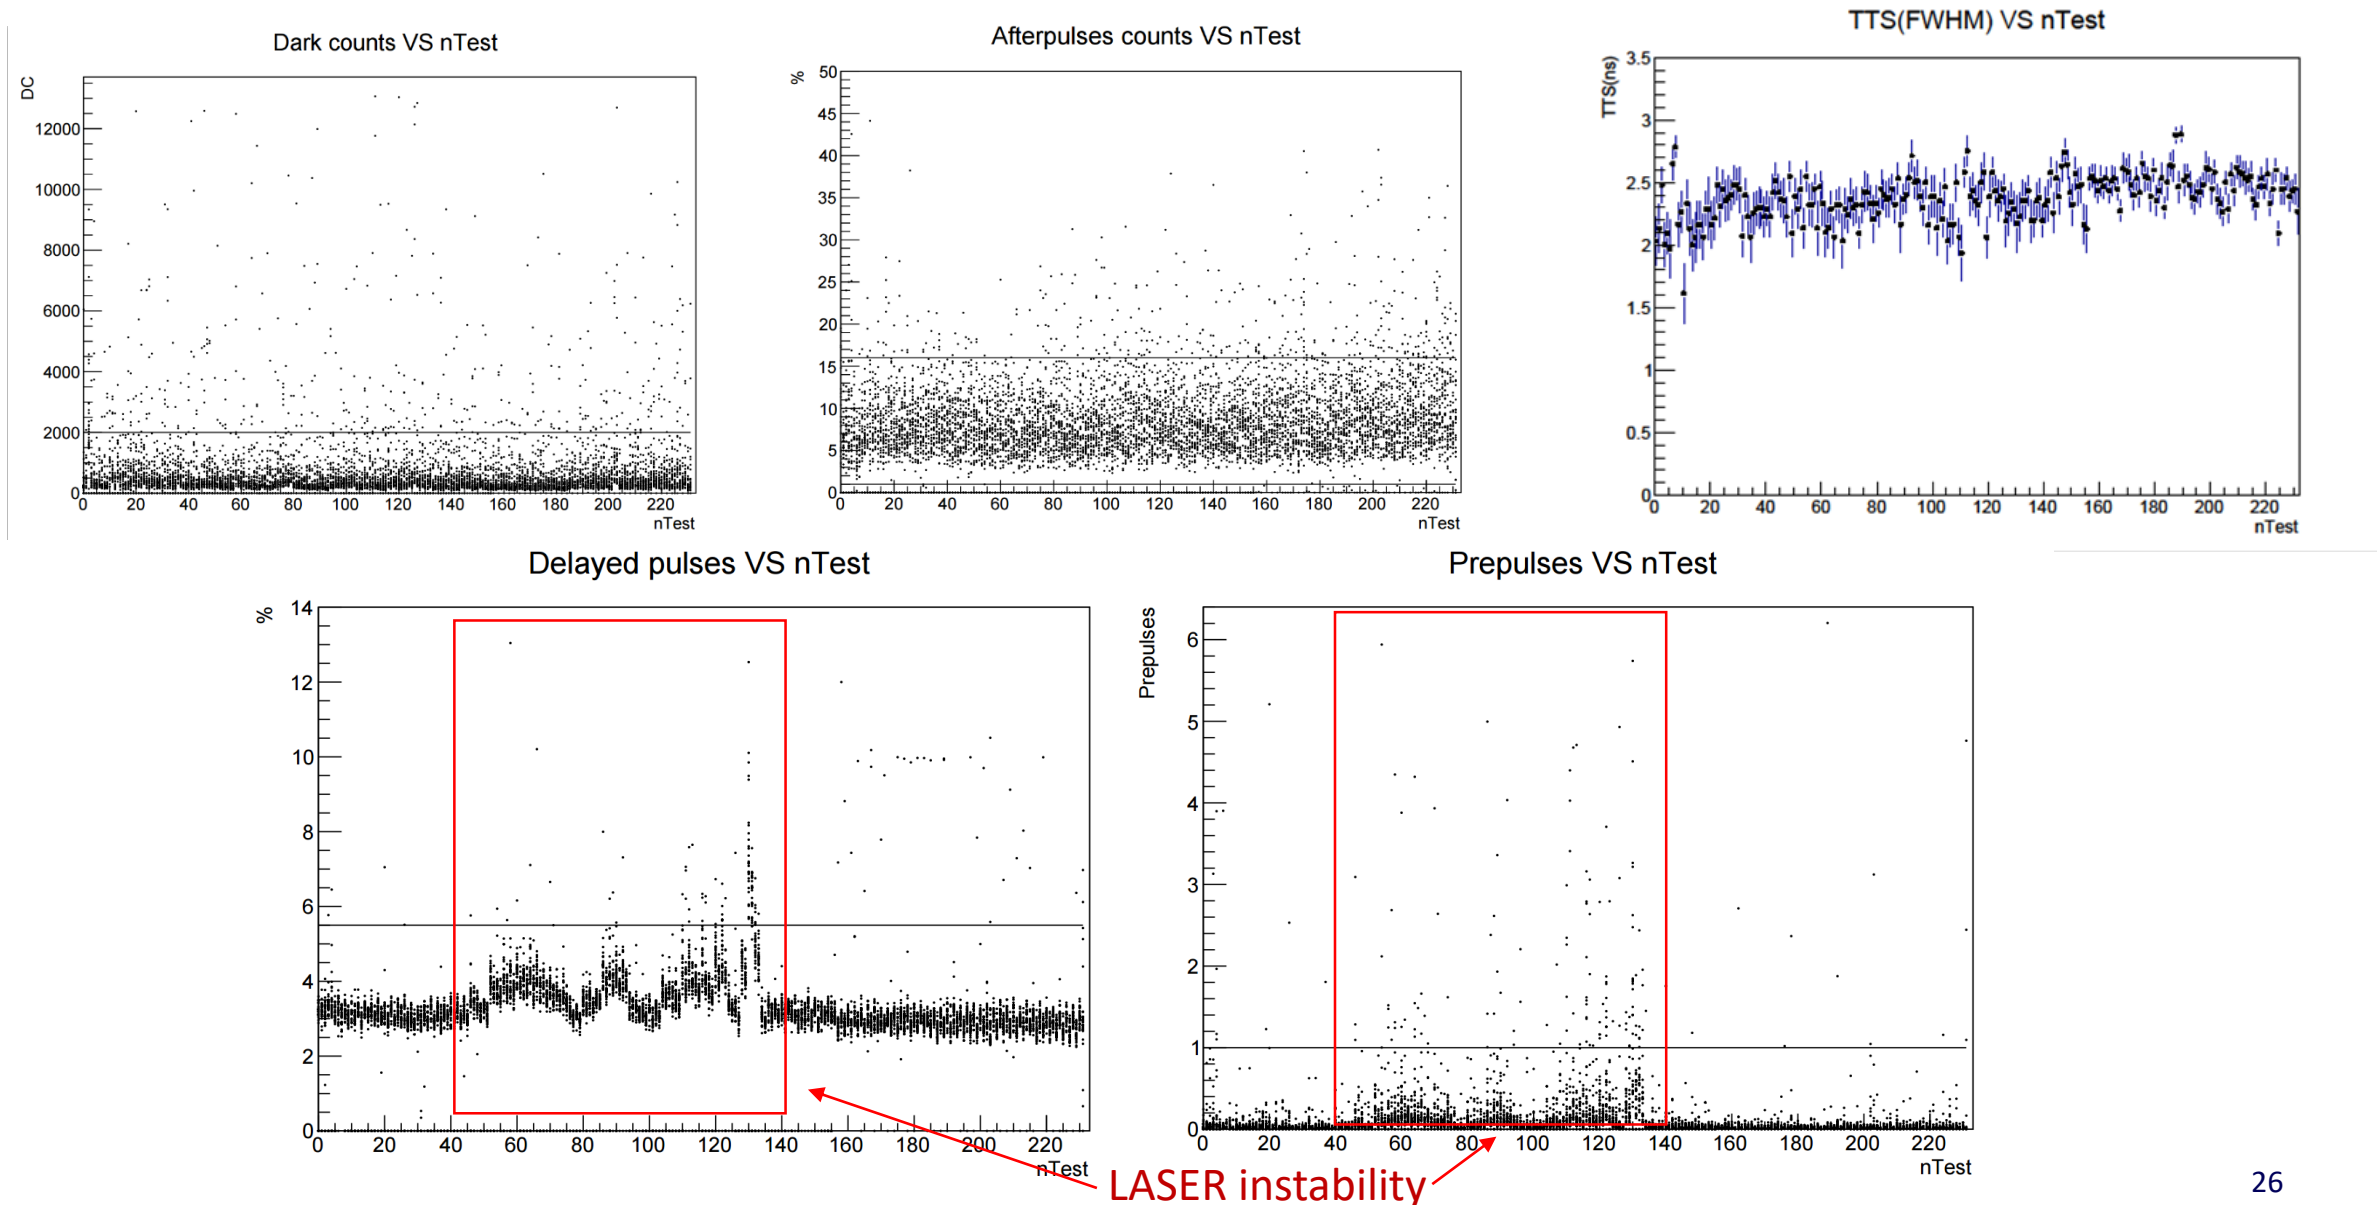 Dark counts VS nTest
DC
12000
10000
8000
6000
4000
2000
0
0 20 40 60 80 100 120 140 160 180 200 220
nTest
Afterpulses counts VS nTest
%
50
45
40
35
30
25
20
15
10
5
0
0 20 40 60 80 100 120 140 160 180 200 220
nTest
TTS(FWHM) VS nTest
TTS(ns)
3.5
3
2.5
2
1.5
1
0.5
0
0 20 40 60 80 100 120 140 160 180 200 220
nTest
Delayed pulses VS nTest
%
14
12
10
8
6
4
2
0
0 20 40 60 80 100 120 140 160 180 200 220
nTest
Prepulses VS nTest
Prepulses
6
5
4
3
2
1
0
0 20 40 60 80 100 120 140 160 180 200 220
nTest
LASER instability
26